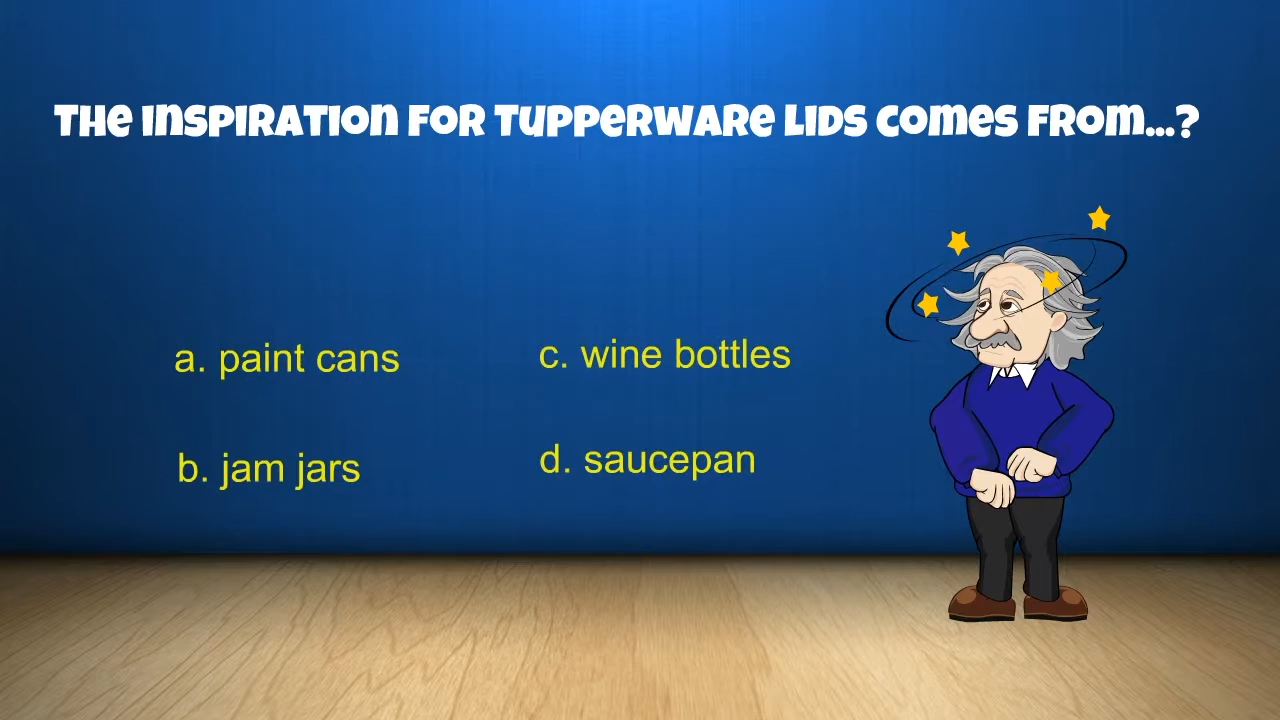 The inspiration for Tupperware lids comes from...?
a. paint cans
b. jam jars
c. wine bottles
d. saucepan